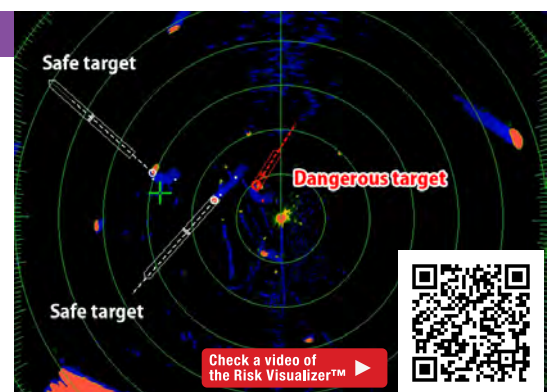 Safe target
Dangerous target
Safe target
Check a video of
the Risk Visualizer™